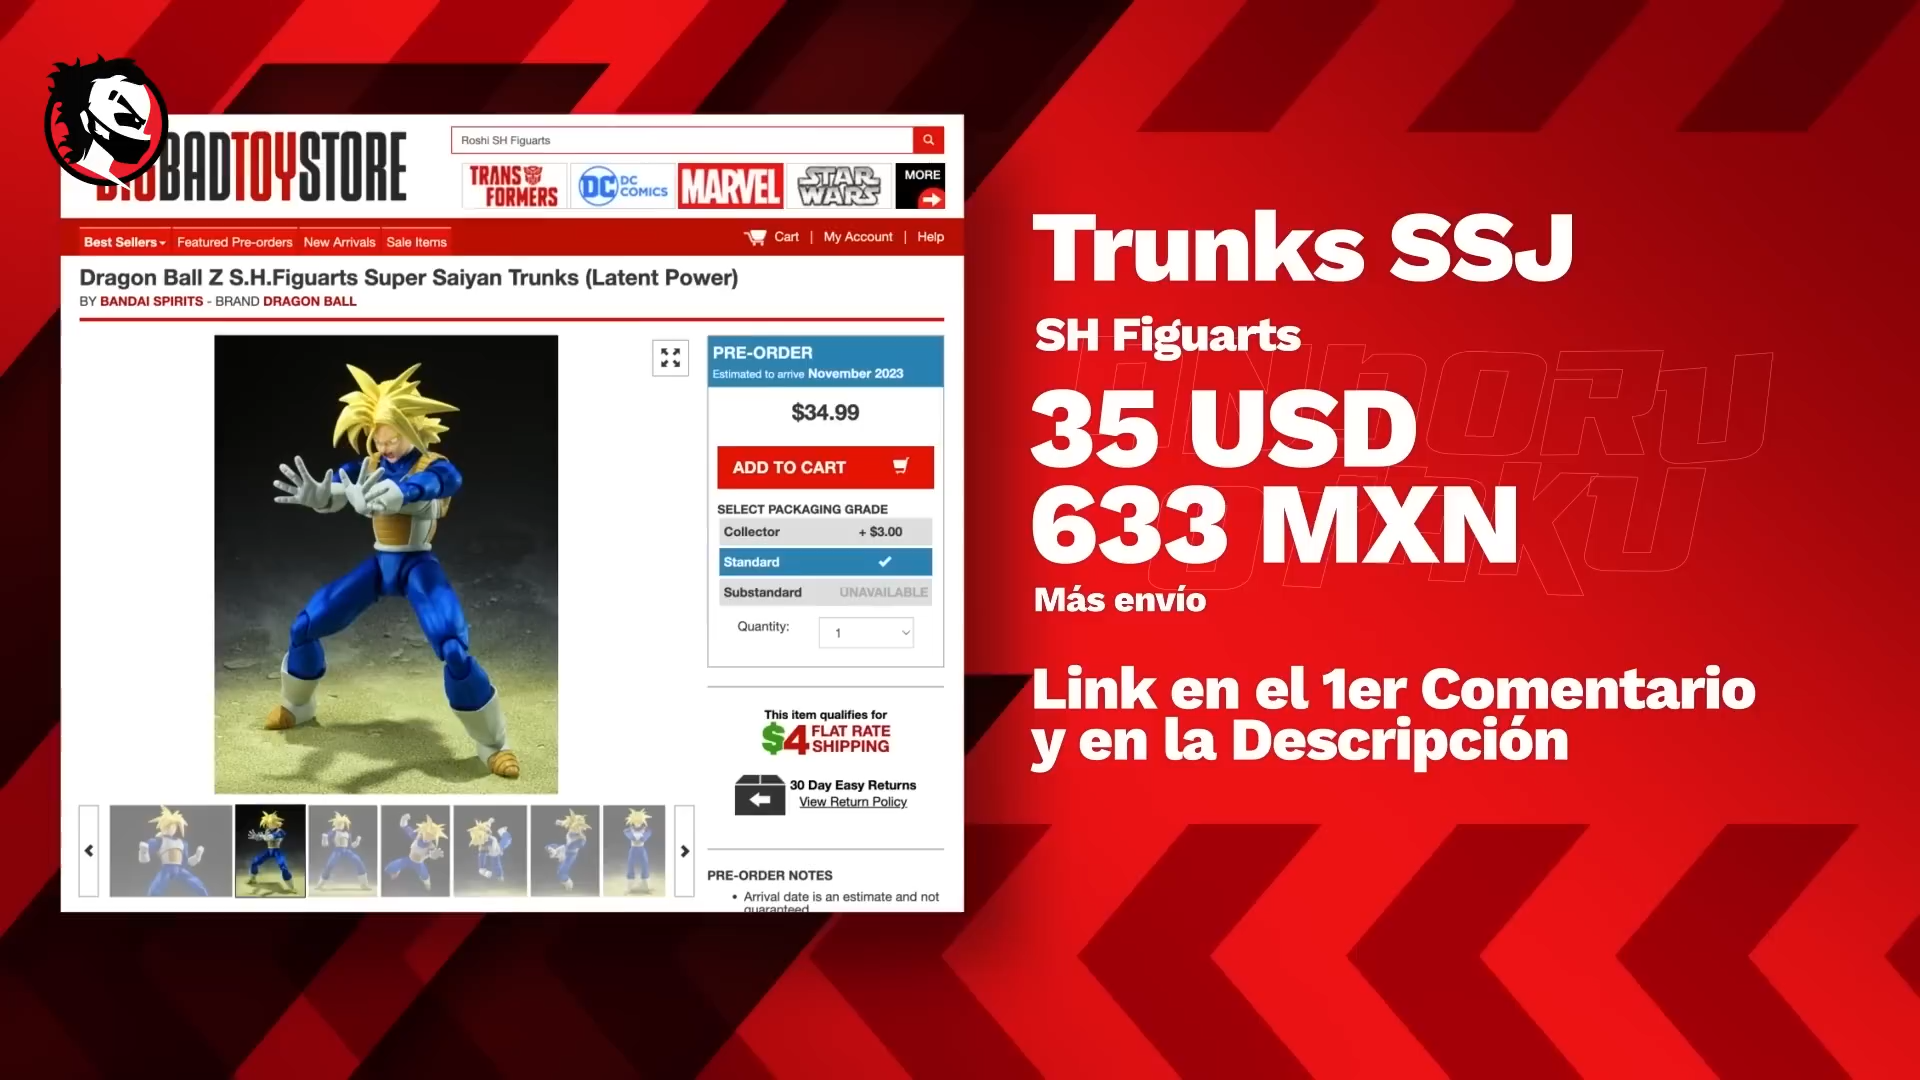 BIGBADTOYSTORE
Roshi SH Figuarts
TRANSFORMERS
DC
DC COMICS
MARVEL
STAR WARS
MORE
Best Sellers
Featured Pre-orders
New Arrivals
Sale Items
Cart | My Account | Help
Dragon Ball Z S.H.Figuarts Super Saiyan Trunks (Latent Power)
BY BANDAI SPIRITS - BRAND DRAGON BALL
PRE-ORDER
Estimated to arrive November 2023
$34.99
ADD TO CART
SELECT PACKAGING GRADE
Collector + $3.00
Standard
Substandard UNAVAILABLE
Quantity: 1
This item qualifies for
$4 FLAT RATE
SHIPPING
30 Day Easy Returns
View Return Policy
PRE-ORDER NOTES
• Arrival date is an estimate and not
guaranteed
Trunks SSJ
SH Figuarts
35 USD
633 MXN
Más envío
Link en el 1er Comentario
y en la Descripción